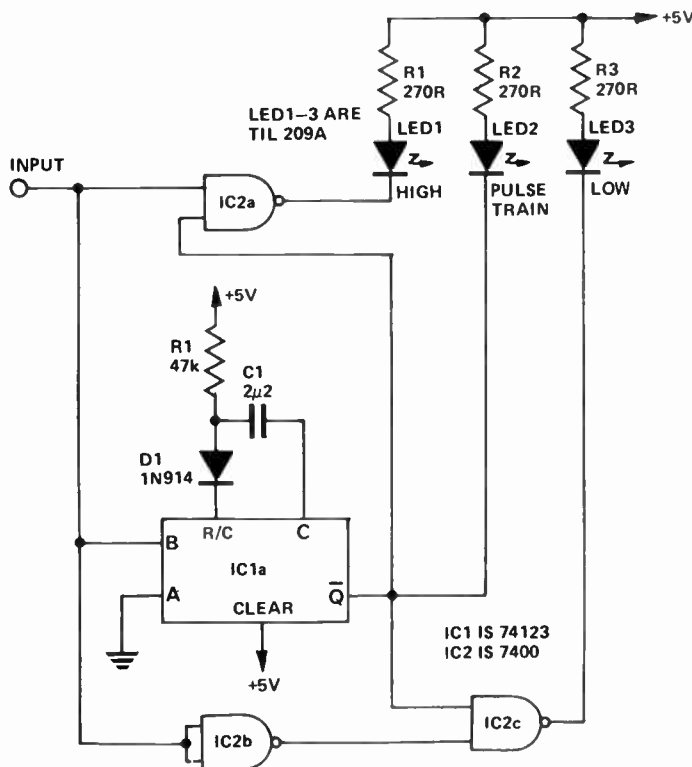 +5V
R1
270R
R2
270R
R3
270R
LED1–3 ARE
TIL 209A
LED1
LED2
LED3
INPUT
IC2a
HIGH
PULSE
TRAIN
LOW
+5V
R1
47k
C1
2μ2
D1
1N914
B
R/C
C
IC1a
A
CLEAR
Q̅
+5V
IC1 IS 74123
IC2 IS 7400
IC2b
IC2c